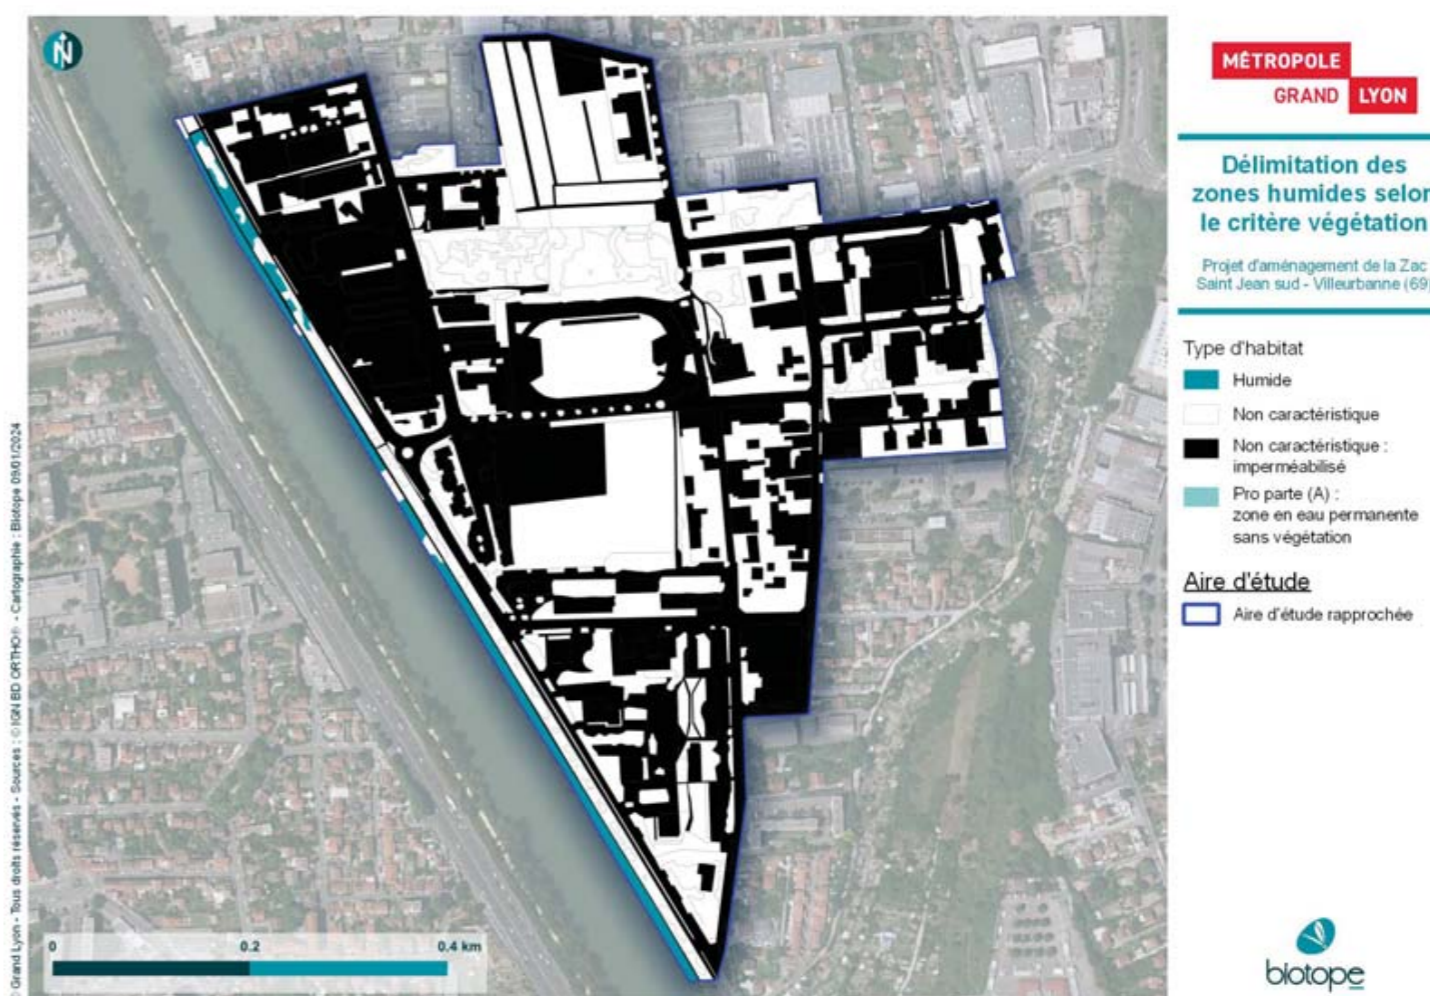 N
MÉTROPOLE
GRAND LYON
Délimitation des
zones humides selon
le critère végétation
Projet d'aménagement de la Zac
Saint Jean sud - Villeurbanne (69)
Type d'habitat
Humide
Non caractéristique
Non caractéristique :
imperméabilisé
Pro parte (A) :
zone en eau permanente
sans végétation
Aire d'étude
Aire d'étude rapprochée
0 0.2 0.4 km
© Grand Lyon - Tous droits réservés - Sources : © IGN BD ORTHO® - Cartographie : Biotope 09/01/2024
biotope